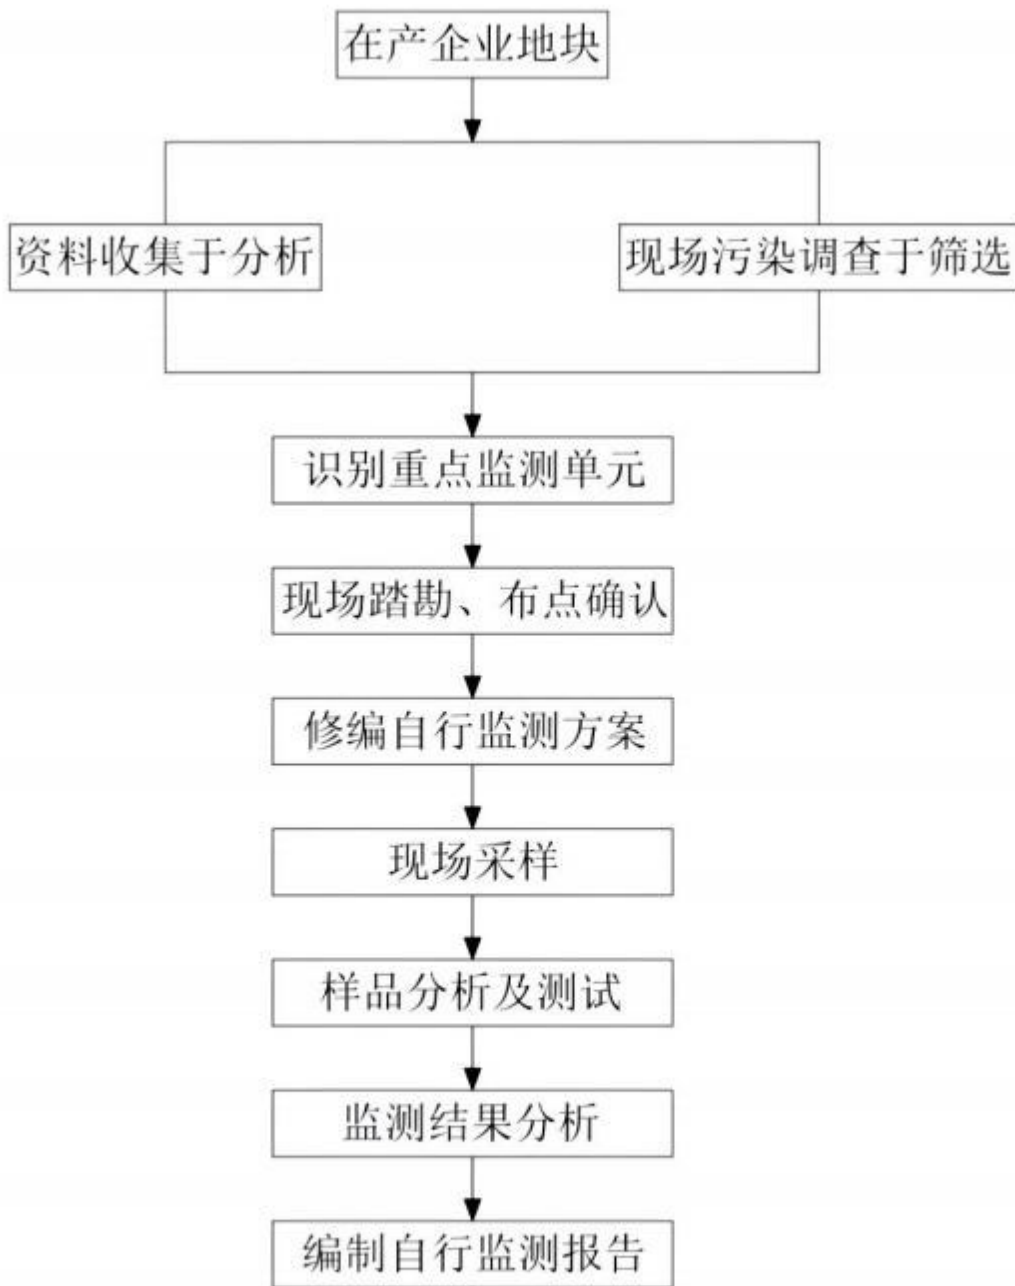 在产企业地块
资料收集于分析
现场污染调查于筛选
识别重点监测单元
现场踏勘、布点确认
修编自行监测方案
现场采样
样品分析及测试
监测结果分析
编制自行监测报告